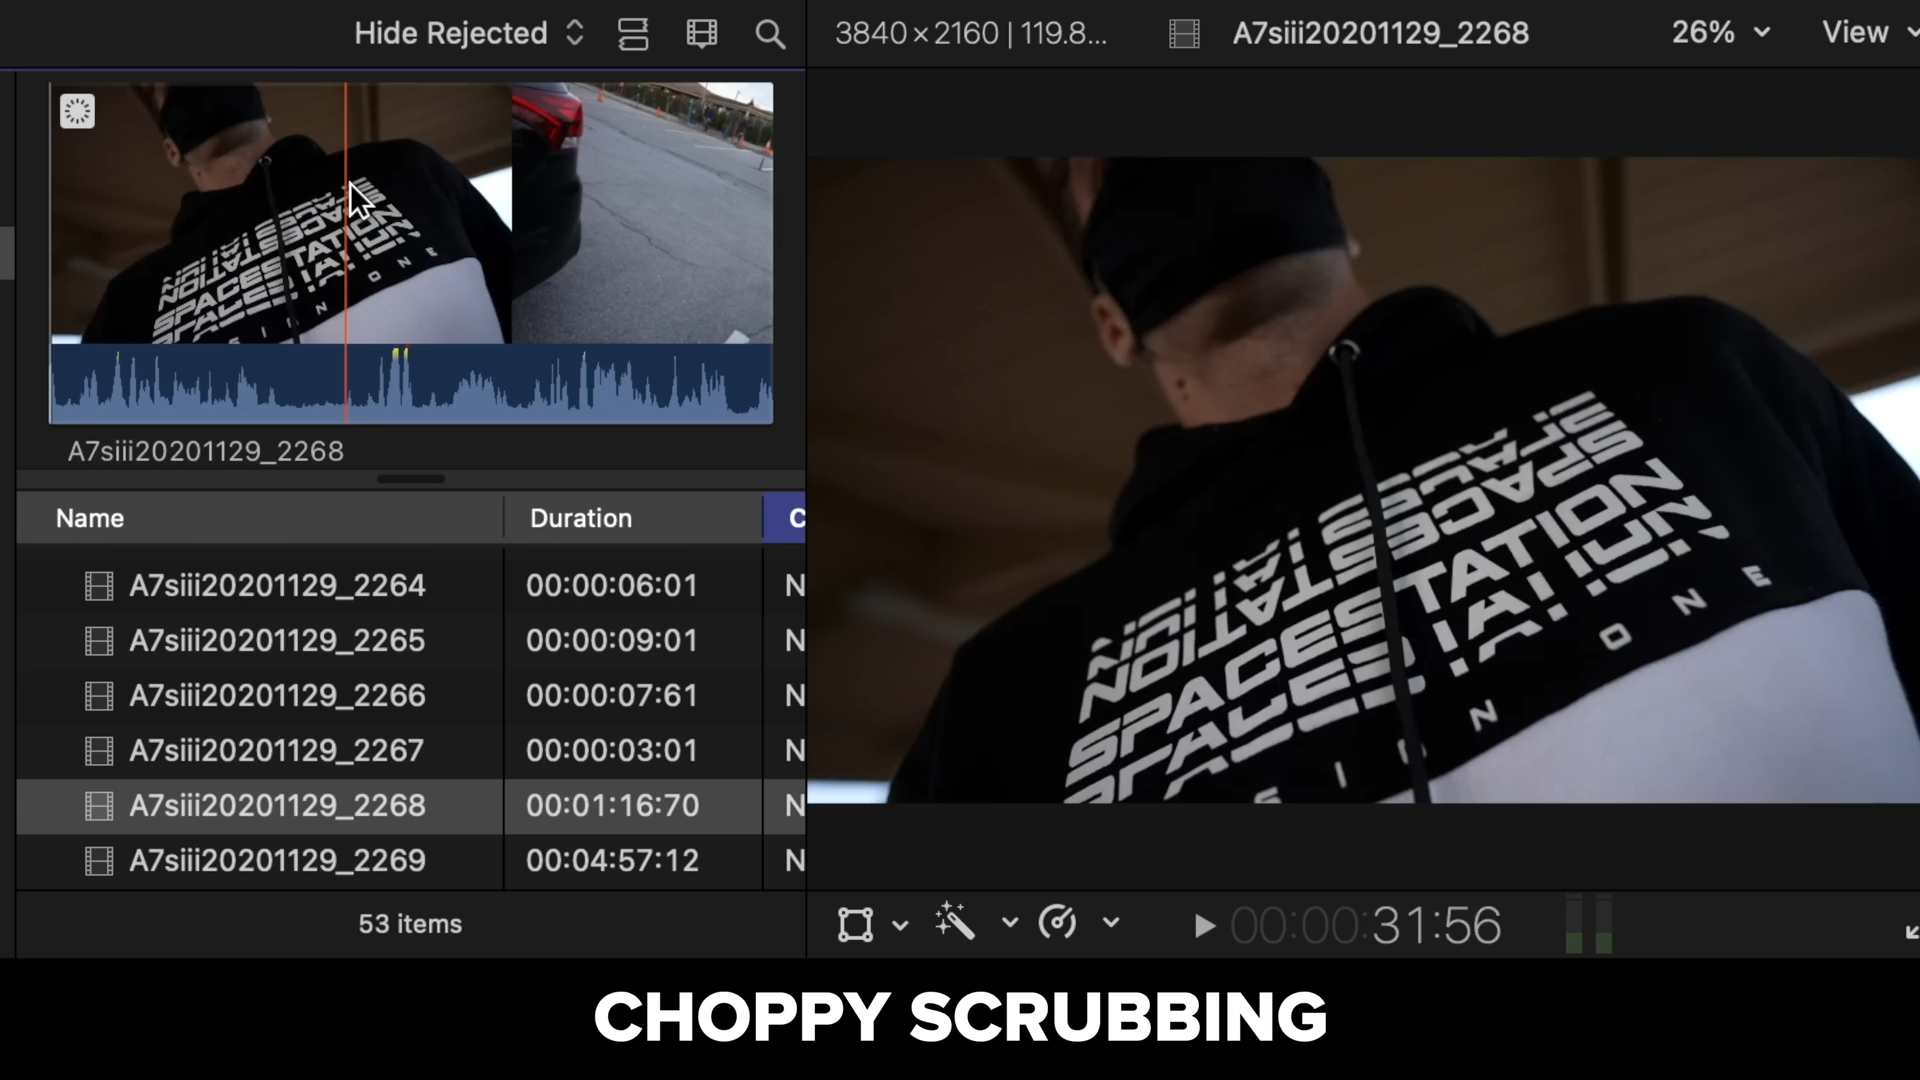 Hide Rejected
3840×2160 | 119.8...
A7siii20201129_2268
26%
View
A7siii20201129_2268
Name
Duration
C
A7siii20201129_2264
00:00:06:01
N
A7siii20201129_2265
00:00:09:01
N
A7siii20201129_2266
00:00:07:61
N
A7siii20201129_2267
00:00:03:01
N
A7siii20201129_2268
00:01:16:70
N
A7siii20201129_2269
00:04:57:12
N
53 items
SPACESTATION
O N E
00:00:31:56
CHOPPY SCRUBBING